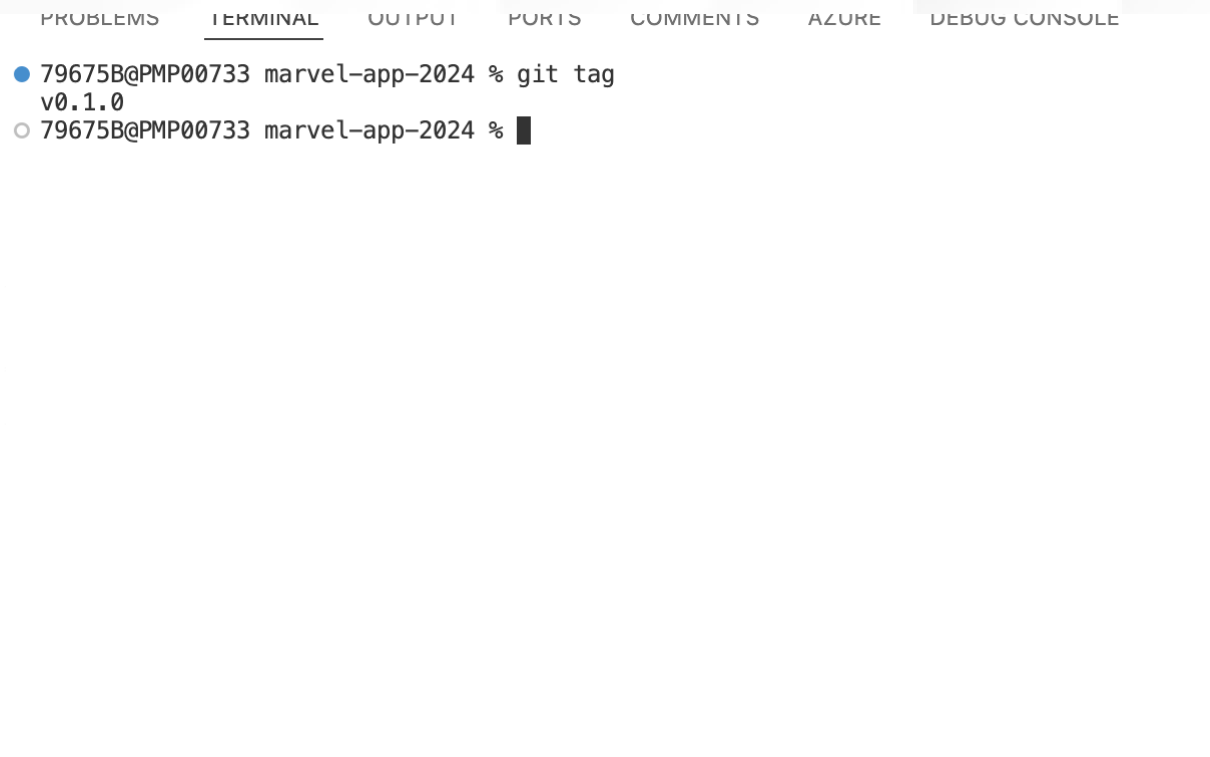 PROBLEMS TERMINAL OUTPUT PORTS COMMENTS AZURE DEBUG CONSOLE
79675B@PMP00733 marvel-app-2024 % git tag
v0.1.0
79675B@PMP00733 marvel-app-2024 %